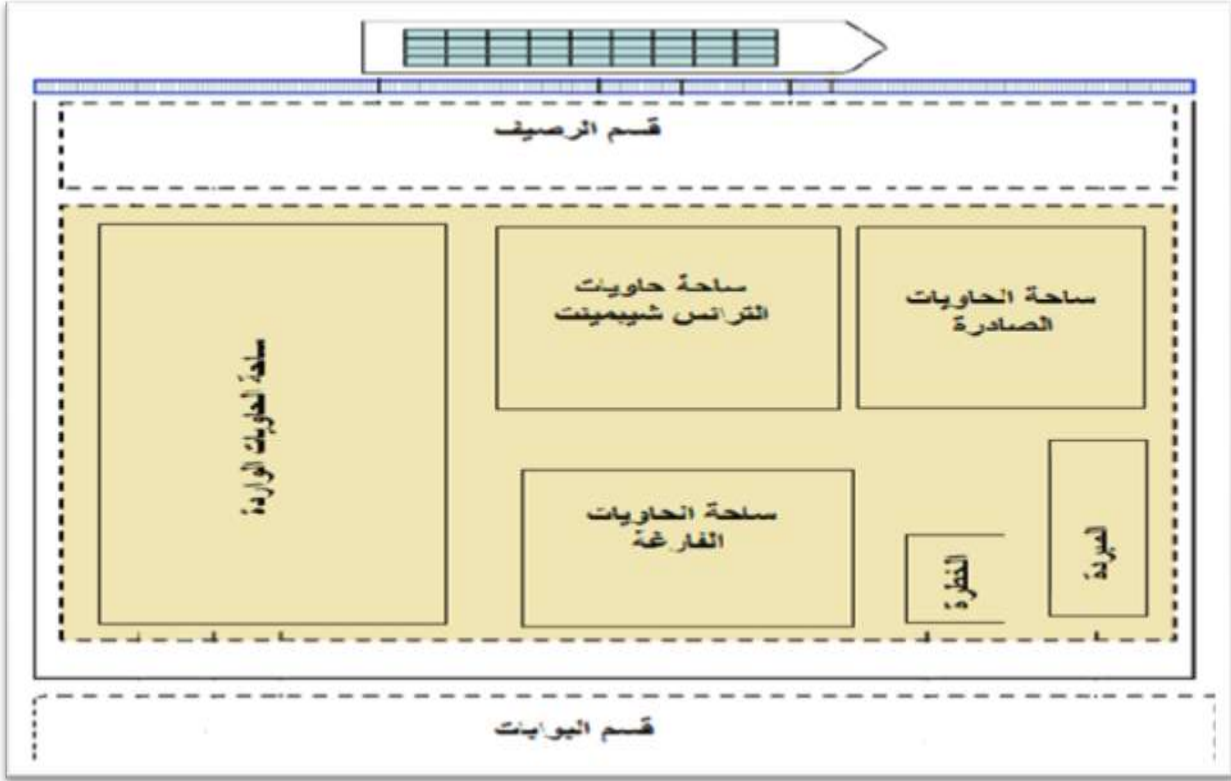 قسم الرصيف
ساحة الحاويات
الصادرة
ساحة حاويات
الترانس شيبمينت
ساحة الحاويات الواردة
المبردة
الخطرة
ساحة الحاويات
الفارغة
قسم البوابات